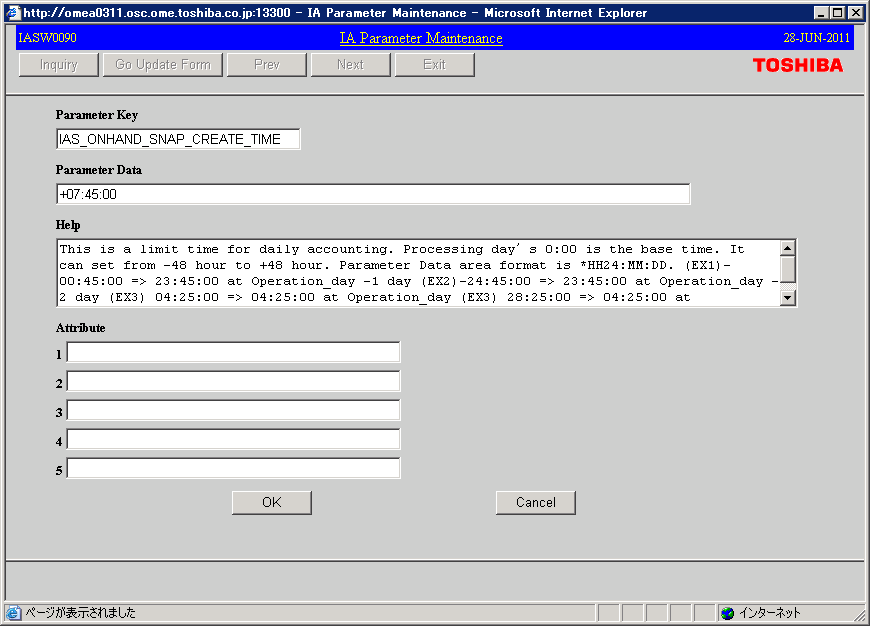 http://omea0311.osc.ome.toshiba.co.jp:13300 - IA Parameter Maintenance - Microsoft Internet Explorer
IASW0090 IA Parameter Maintenance 28-JUN-2011
Inquiry Go Update Form Prev Next Exit TOSHIBA
Parameter Key
IAS_ONHAND_SNAP_CREATE_TIME
Parameter Data
+07:45:00
Help
This is a limit time for daily accounting. Processing day's 0:00 is the base time. It
can set from -48 hour to +48 hour. Parameter Data area format is *HH24:MM:DD. (EX1)-
00:45:00 => 23:45:00 at Operation_day -1 day (EX2)-24:45:00 => 23:45:00 at Operation_day -
2 day (EX3) 04:25:00 => 04:25:00 at Operation_day (EX3) 28:25:00 => 04:25:00 at
Attribute
1
2
3
4
5
OK Cancel
ページが表示されました インターネット